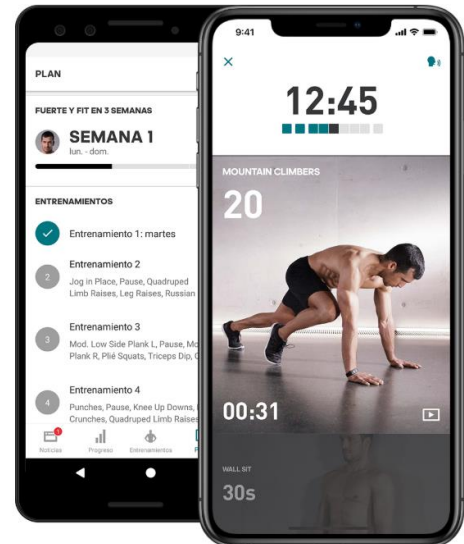 PLAN
FUERTE Y FIT EN 3 SEMANAS
SEMANA 1
lun. - dom.
ENTRENAMIENTOS
Entrenamiento 1: martes
2
Entrenamiento 2
Jog in Place, Pause, Quadruped
Limb Raises, Leg Raises, Russian
3
Entrenamiento 3
Mod. Low Side Plank L, Pause,
Plank R, Plié Squats, Triceps Dip,
4
Entrenamiento 4
Punches, Pause, Knee Up Downs,
Crunches, Quadruped Limb Raises
Noticias
Progreso
Entrenamientos
9:41
12:45
MOUNTAIN CLIMBERS
20
00:31
WALL SIT
30s